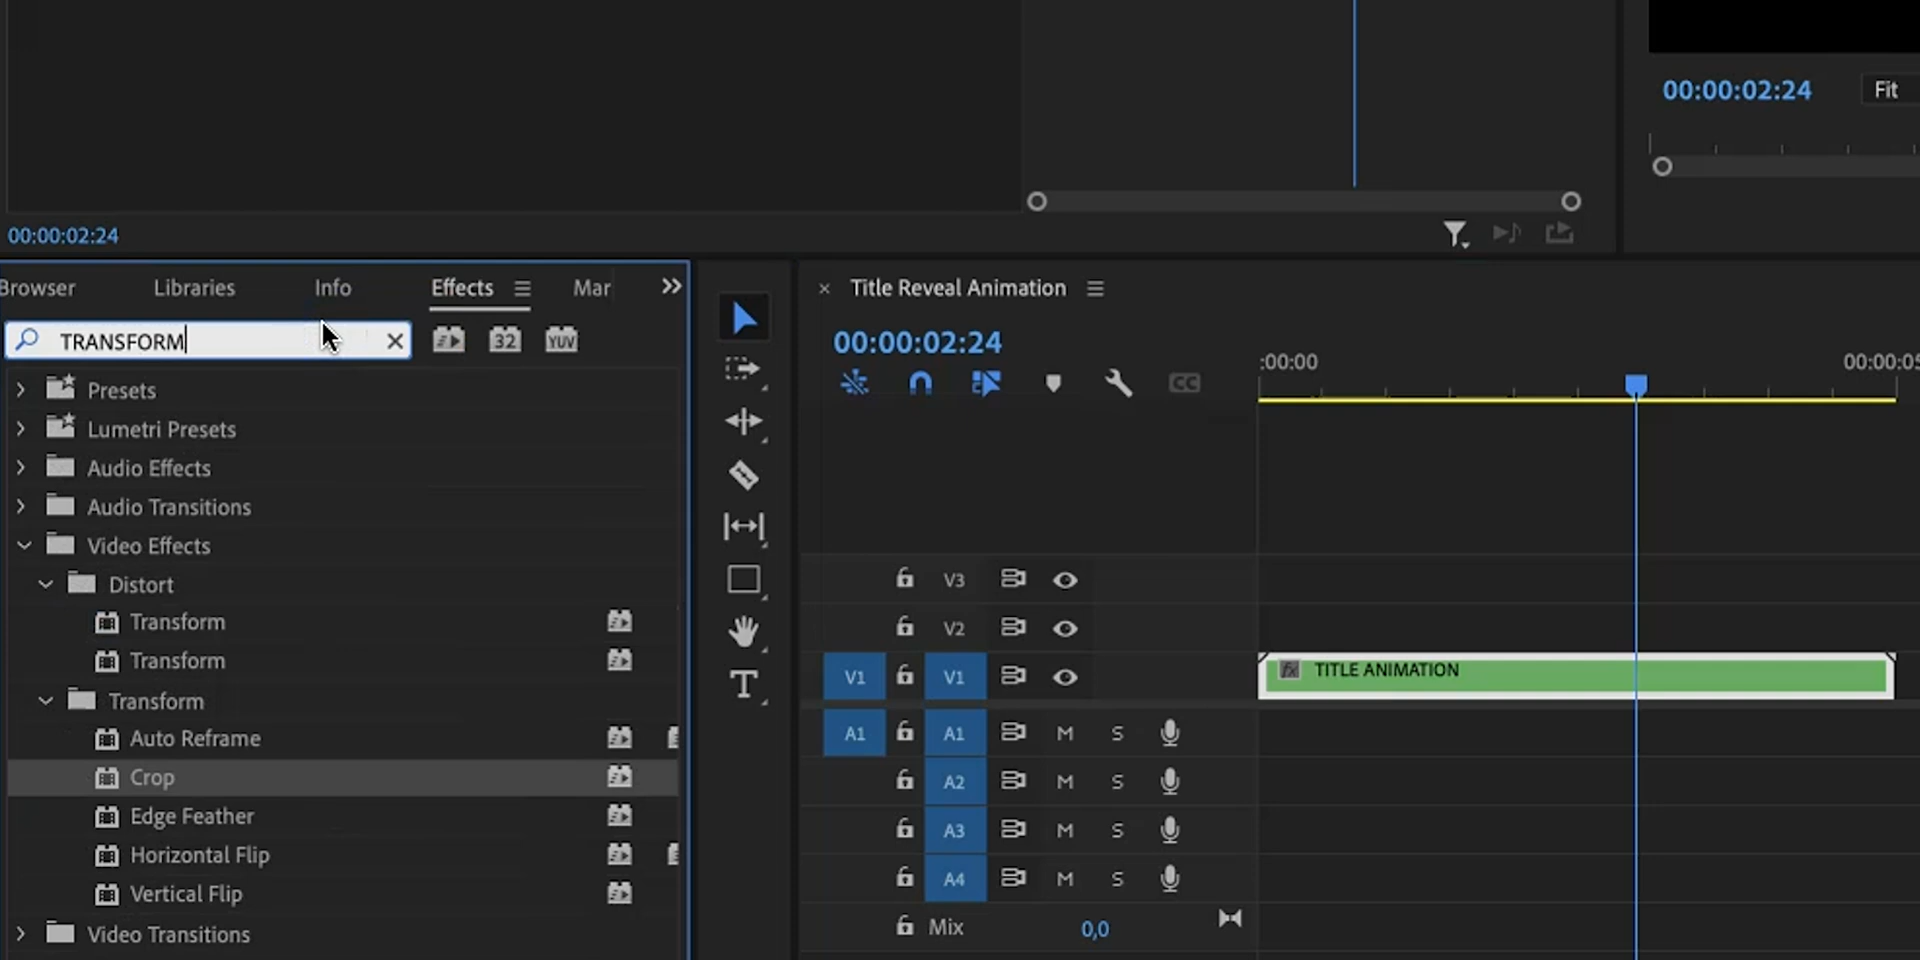 00:00:02:24
Fit
00:00:02:24
Browser Libraries Info Effects Mar
TRANSFORM
32 YUV
Presets
Lumetri Presets
Audio Effects
Audio Transitions
Video Effects
Distort
Transform
Transform
Transform
Auto Reframe
Crop
Edge Feather
Horizontal Flip
Vertical Flip
Video Transitions
Title Reveal Animation
00:00:02:24
CC
:00:00 00:00:05
V3
V2
V1 V1
fx TITLE ANIMATION
A1 A1 M S
A2 M S
A3 M S
A4 M S
Mix 0,0
T